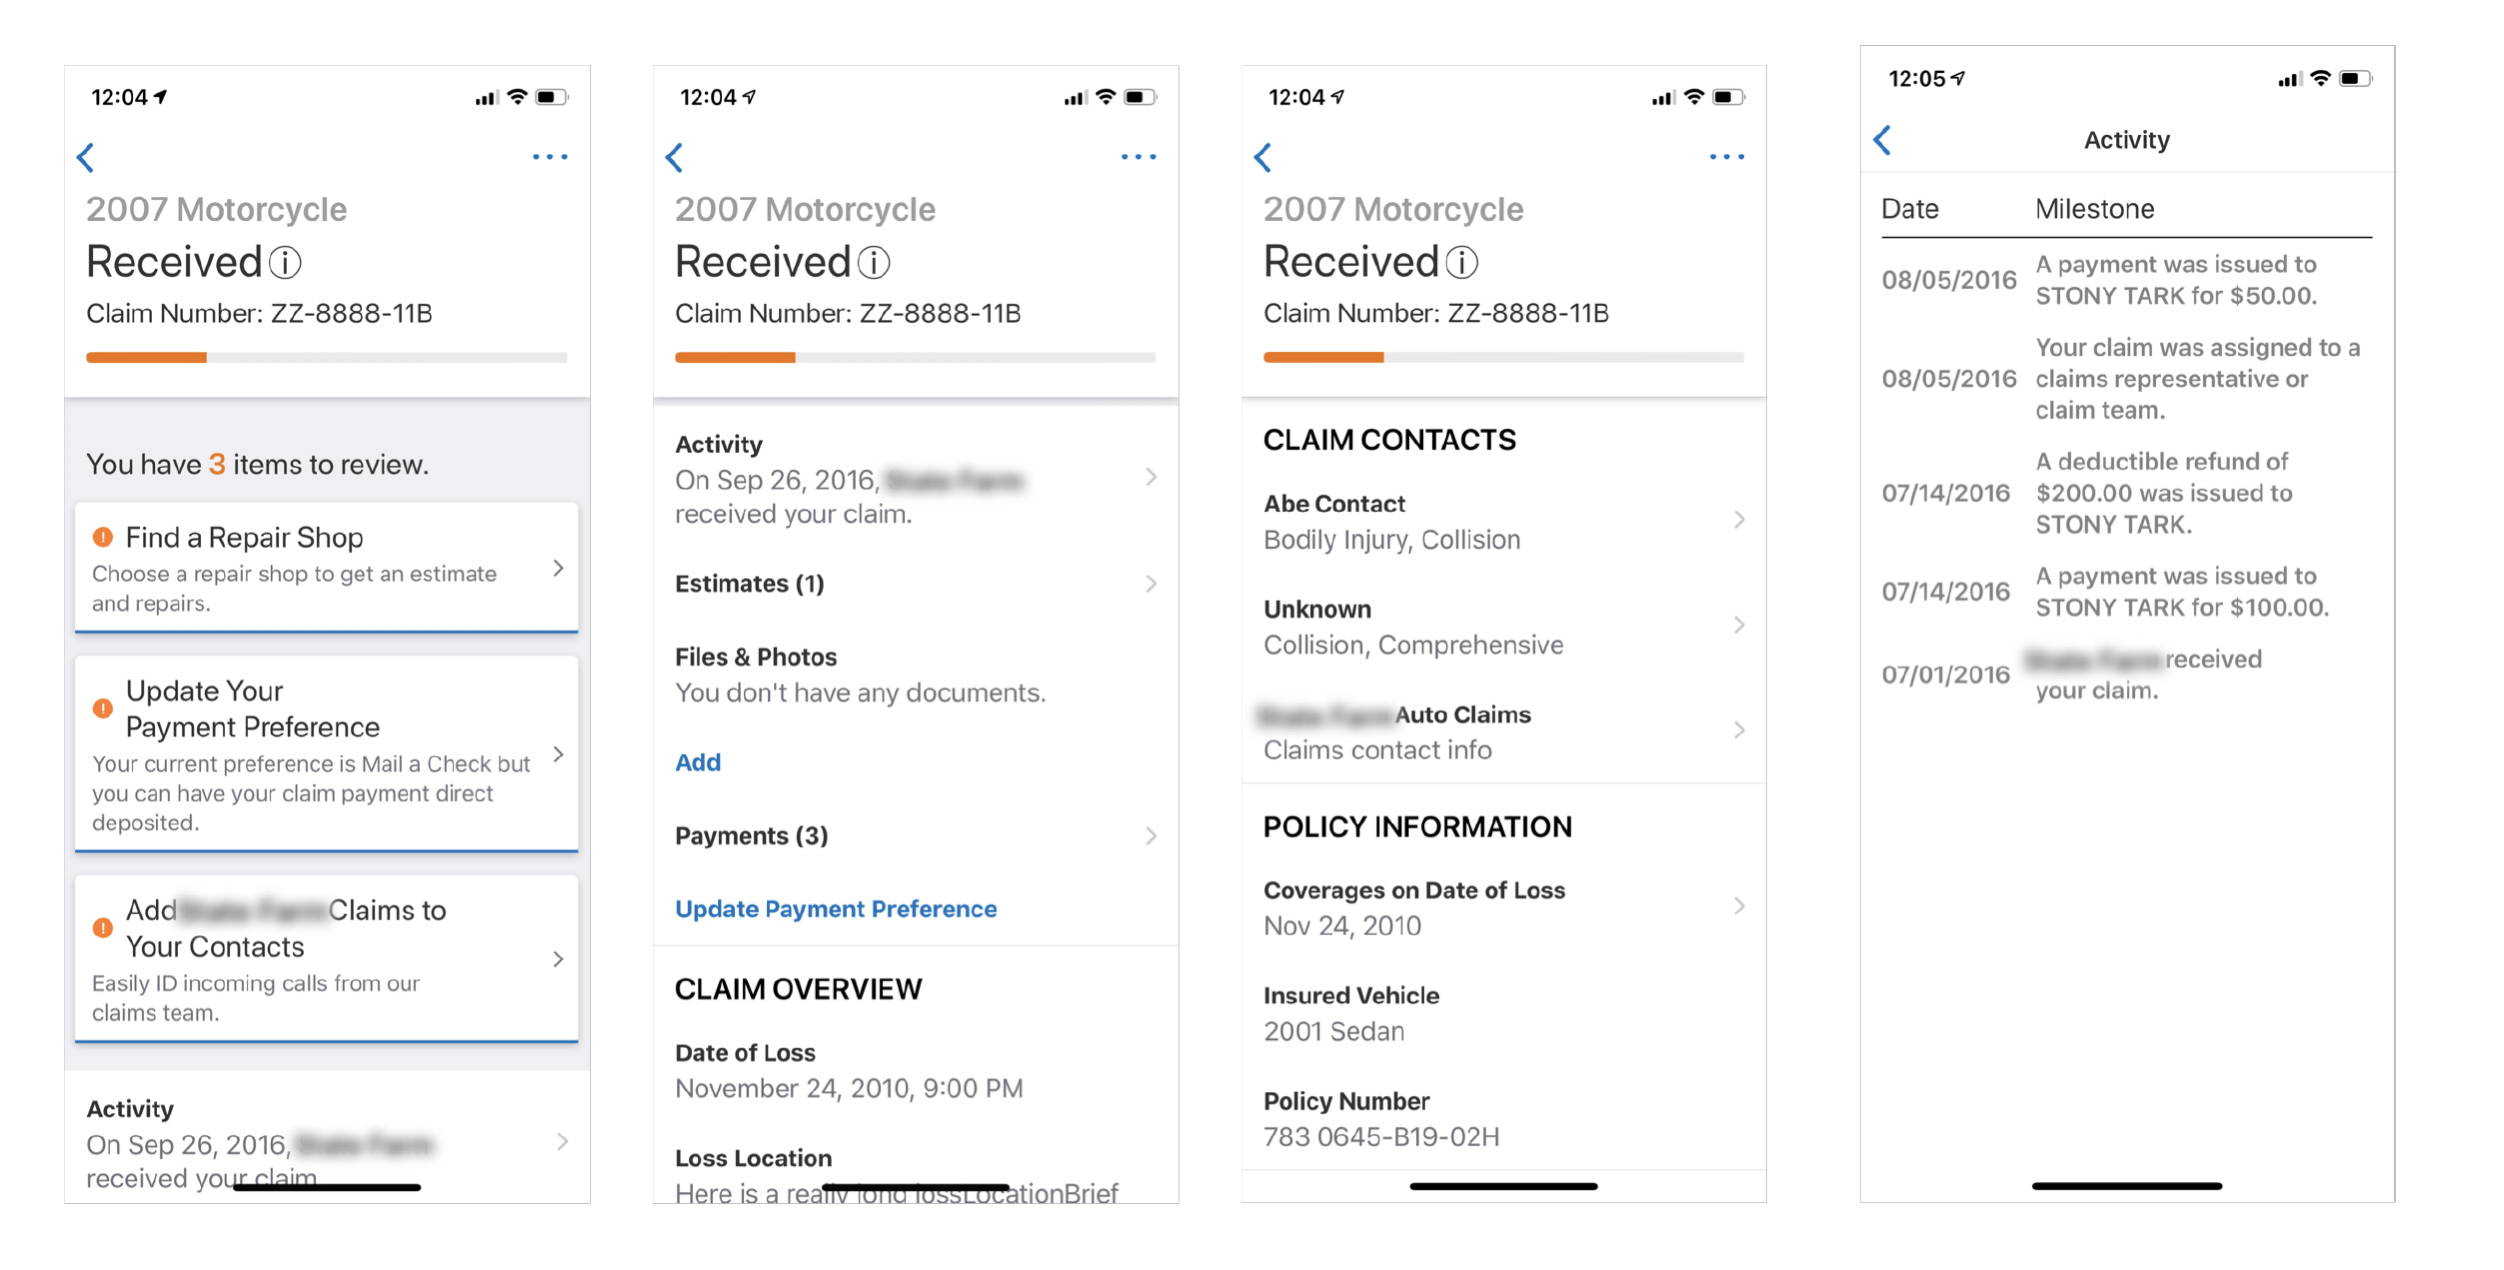 12:04
2007 Motorcycle
Received
Claim Number: ZZ-8888-11B
You have 3 items to review.
Find a Repair Shop
Choose a repair shop to get an estimate
and repairs.
Update Your
Payment Preference
Your current preference is Mail a Check but
you can have your claim payment direct
deposited.
Add Claims to
Your Contacts
Easily ID incoming calls from our
claims team.
Activity
On Sep 26, 2016,
received your claim
12:04
2007 Motorcycle
Received
Claim Number: ZZ-8888-11B
Activity
On Sep 26, 2016,
received your claim.
Estimates (1)
Files & Photos
You don't have any documents.
Add
Payments (3)
Update Payment Preference
CLAIM OVERVIEW
Date of Loss
November 24, 2010, 9:00 PM
Loss Location
Here is a really long lossLocationBrief
12:04
2007 Motorcycle
Received
Claim Number: ZZ-8888-11B
CLAIM CONTACTS
Abe Contact
Bodily Injury, Collision
Unknown
Collision, Comprehensive
Auto Claims
Claims contact info
POLICY INFORMATION
Coverages on Date of Loss
Nov 24, 2010
Insured Vehicle
2001 Sedan
Policy Number
783 0645-B19-02H
12:05
Activity
Date Milestone
08/05/2016 A payment was issued to
STONY TARK for $50.00.
08/05/2016 Your claim was assigned to a
claims representative or
claim team.
07/14/2016 A deductible refund of
$200.00 was issued to
STONY TARK.
07/14/2016 A payment was issued to
STONY TARK for $100.00.
07/01/2016 received
your claim.